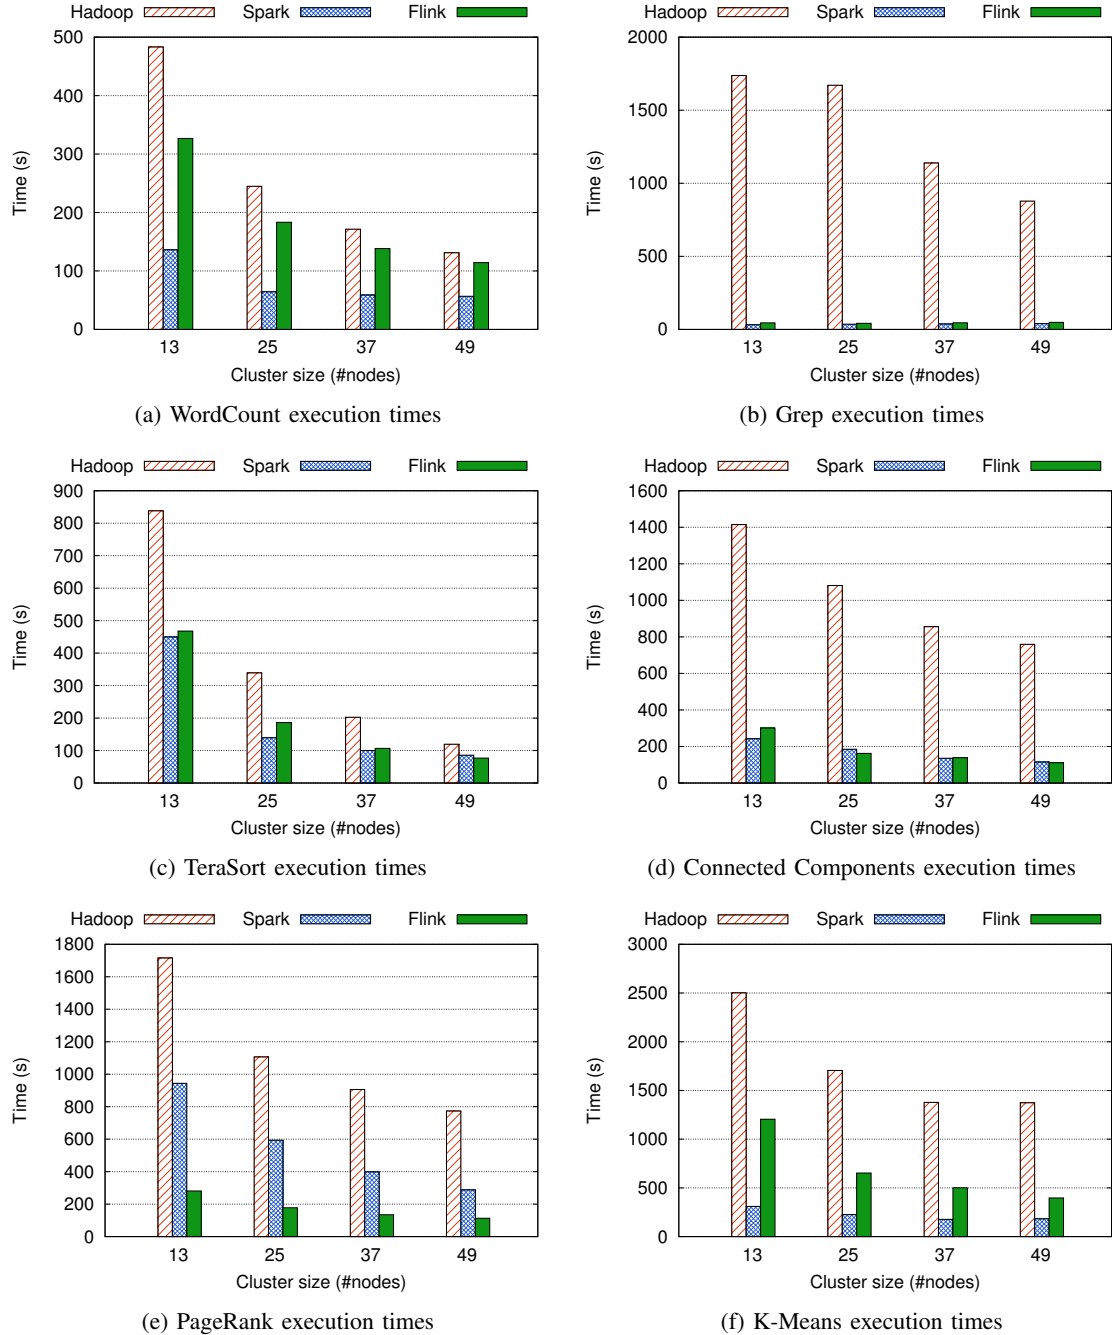 Hadoop Spark Flink
500
400
300
200
100
0
Time (s)
13 25 37 49
Cluster size (#nodes)
(a) WordCount execution times
Hadoop Spark Flink
2000
1500
1000
500
0
Time (s)
13 25 37 49
Cluster size (#nodes)
(b) Grep execution times
Hadoop Spark Flink
900
800
700
600
500
400
300
200
100
0
Time (s)
13 25 37 49
Cluster size (#nodes)
(c) TeraSort execution times
Hadoop Spark Flink
1600
1400
1200
1000
800
600
400
200
0
Time (s)
13 25 37 49
Cluster size (#nodes)
(d) Connected Components execution times
Hadoop Spark Flink
1800
1600
1400
1200
1000
800
600
400
200
0
Time (s)
13 25 37 49
Cluster size (#nodes)
(e) PageRank execution times
Hadoop Spark Flink
3000
2500
2000
1500
1000
500
0
Time (s)
13 25 37 49
Cluster size (#nodes)
(f) K-Means execution times